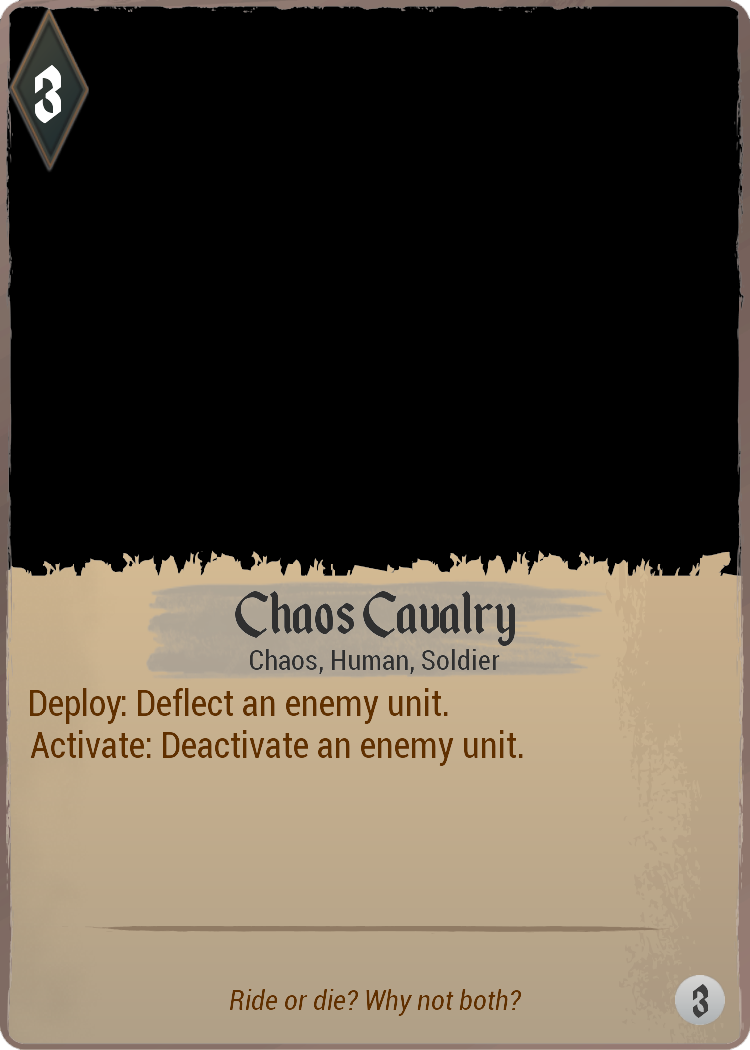 3
Chaos Cavalry
Chaos, Human, Soldier
Deploy: Deflect an enemy unit.
Activate: Deactivate an enemy unit.
Ride or die? Why not both?
3